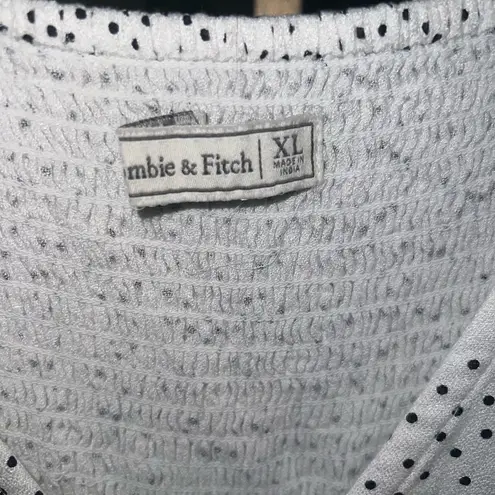 mbie & Fitch
XL
MADE IN
INDIA